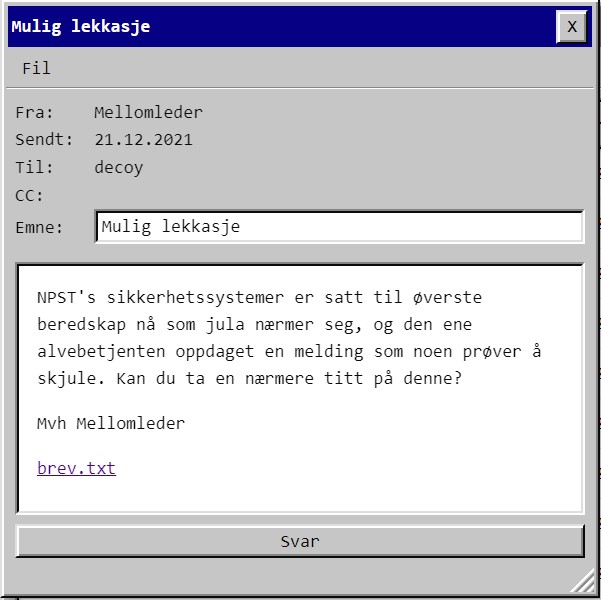 Mulig lekkasje
X
Fil
Fra: Mellomleder
Sendt: 21.12.2021
Til: decoy
CC:
Emne: Mulig lekkasje
NPST's sikkerhetssystemer er satt til øverste
beredskap nå som jula nærmer seg, og den ene
alvebetjenten oppdaget en melding som noen prøver å
skjule. Kan du ta en nærmere titt på denne?
Mvh Mellomleder
brev.txt
Svar